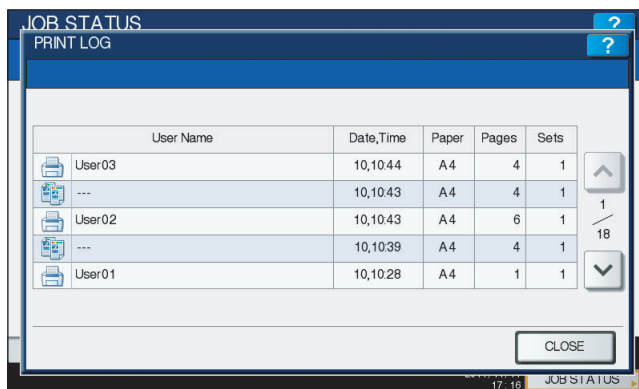 JOB STATUS ?
PRINT LOG ?
User Name Date,Time Paper Pages Sets
User03 10,10:44 A4 4 1
--- 10,10:43 A4 4 1
User02 10,10:43 A4 6 1
--- 10,10:39 A4 4 1
User01 10,10:28 A4 1 1
1
18
CLOSE
17:16 JOB STATUS